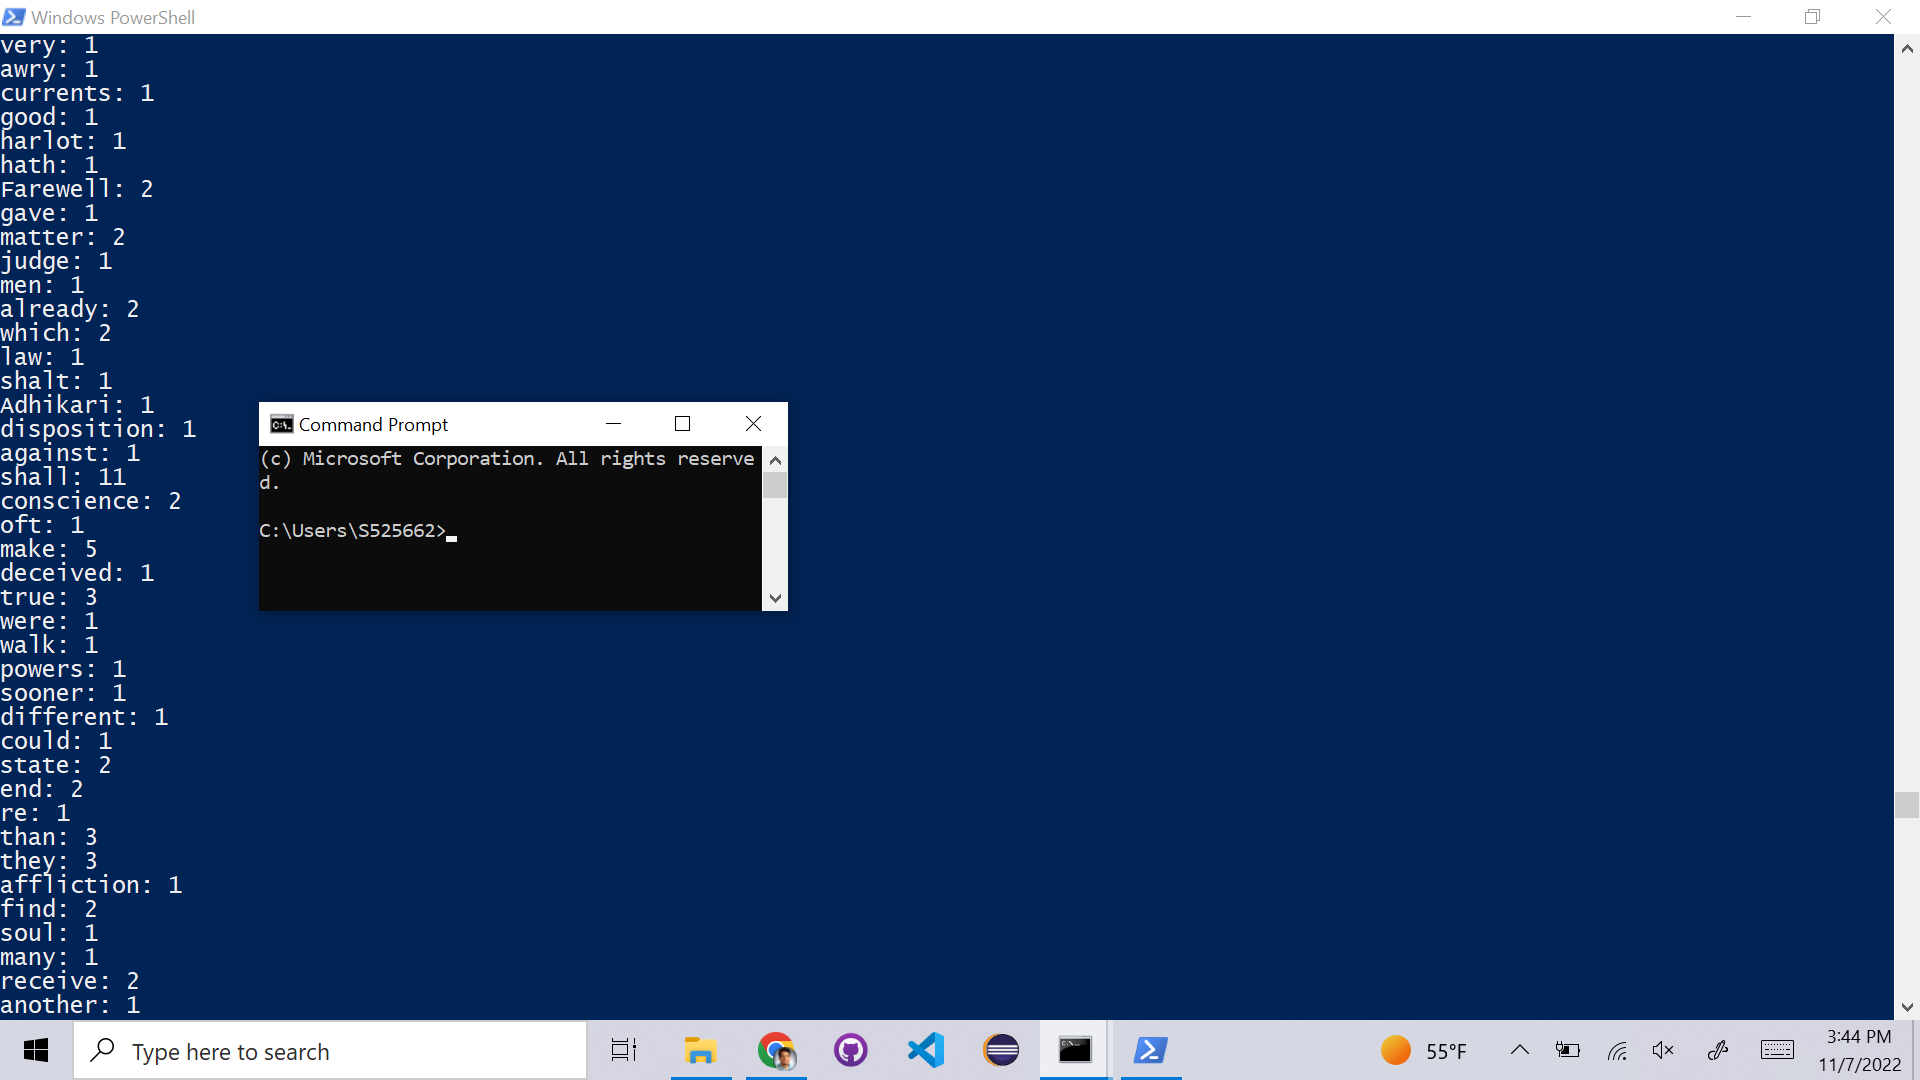 Windows PowerShell
very: 1
awry: 1
currents: 1
good: 1
harlot: 1
hath: 1
Farewell: 2
gave: 1
matter: 2
judge: 1
men: 1
already: 2
which: 2
law: 1
shalt: 1
Adhikari: 1
disposition: 1
against: 1
shall: 11
conscience: 2
oft: 1
make: 5
deceived: 1
true: 3
were: 1
walk: 1
powers: 1
sooner: 1
different: 1
could: 1
state: 2
end: 2
re: 1
than: 3
they: 3
affliction: 1
find: 2
soul: 1
many: 1
receive: 2
another: 1
Command Prompt
(c) Microsoft Corporation. All rights reserve
d.
C:\Users\S525662>
Type here to search
55°F
3:44 PM
11/7/2022